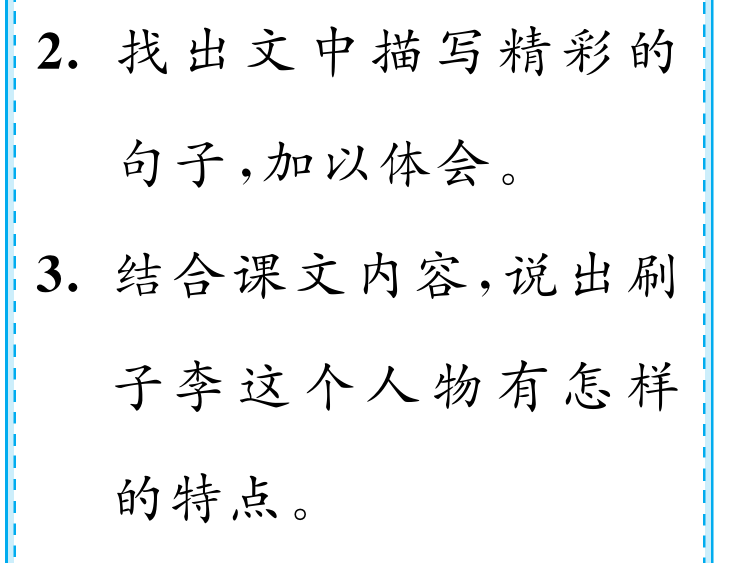 2. 找出文中描写精彩的
句子,加以体会。
3. 结合课文内容,说出刷
子李这个人物有怎样
的特点。